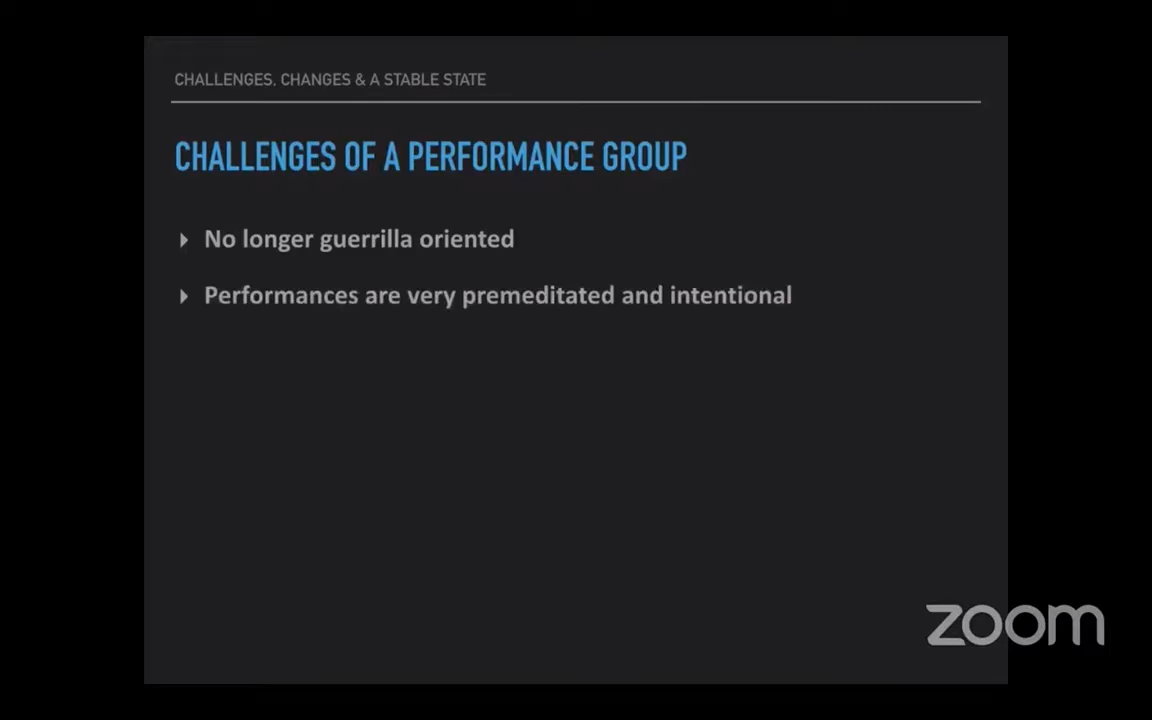 CHALLENGES, CHANGES & A STABLE STATE
CHALLENGES OF A PERFORMANCE GROUP
No longer guerrilla oriented
Performances are very premeditated and intentional
zoom